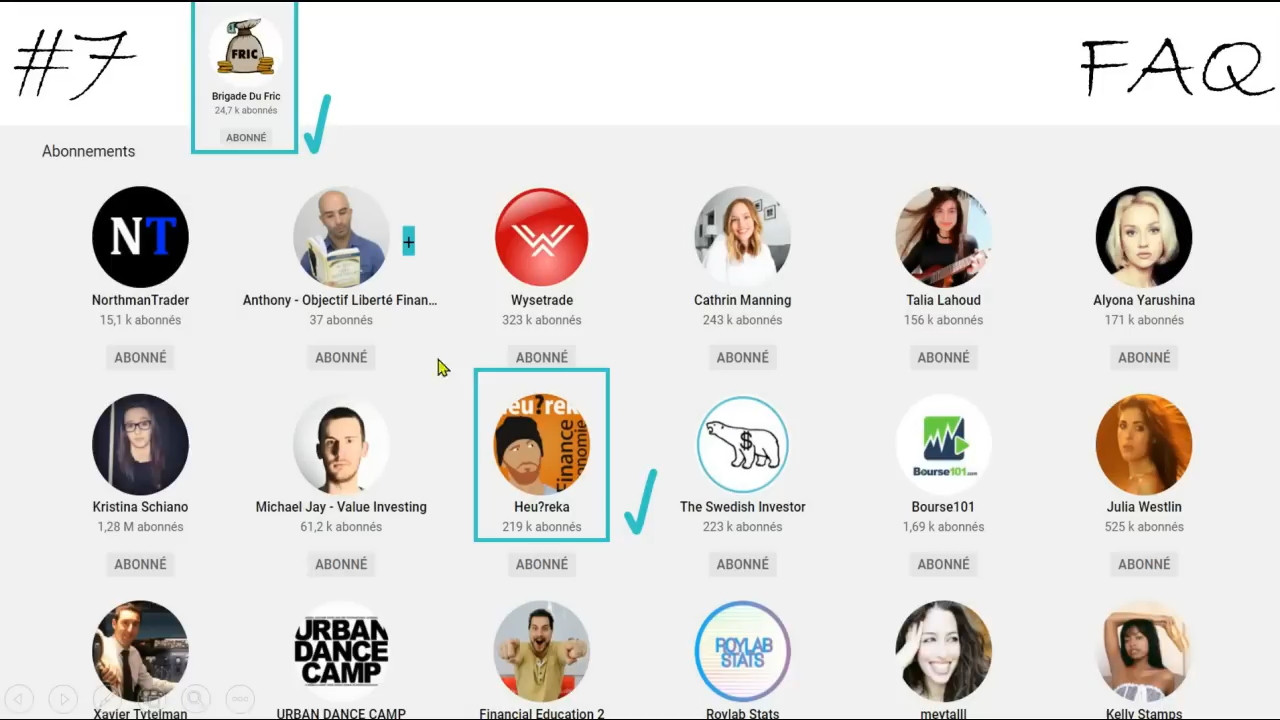 #7
FAQ
FRIC
Brigade Du Fric
24,7 k abonnés
ABONNÉ
Abonnements
NT
+
NorthmanTrader
Anthony - Objectif Liberté Finan...
Wysetrade
Cathrin Manning
Talia Lahoud
Alyona Yarushina
15,1 k abonnés
37 abonnés
323 k abonnés
243 k abonnés
156 k abonnés
171 k abonnés
ABONNÉ
ABONNÉ
ABONNÉ
ABONNÉ
ABONNÉ
ABONNÉ
Heu?reka
Finance
$
Bourse101.com
Kristina Schiano
Michael Jay - Value Investing
Heu?reka
The Swedish Investor
Bourse101
Julia Westlin
1,28 M abonnés
61,2 k abonnés
219 k abonnés
223 k abonnés
1,69 k abonnés
525 k abonnés
ABONNÉ
ABONNÉ
ABONNÉ
ABONNÉ
ABONNÉ
ABONNÉ
URBAN
DANCE
CAMP
ROYLAB
STATS
Xavier Tytelman
URBAN DANCE CAMP
Financial Education 2
Roylab Stats
meytalll
Kelly Stamps